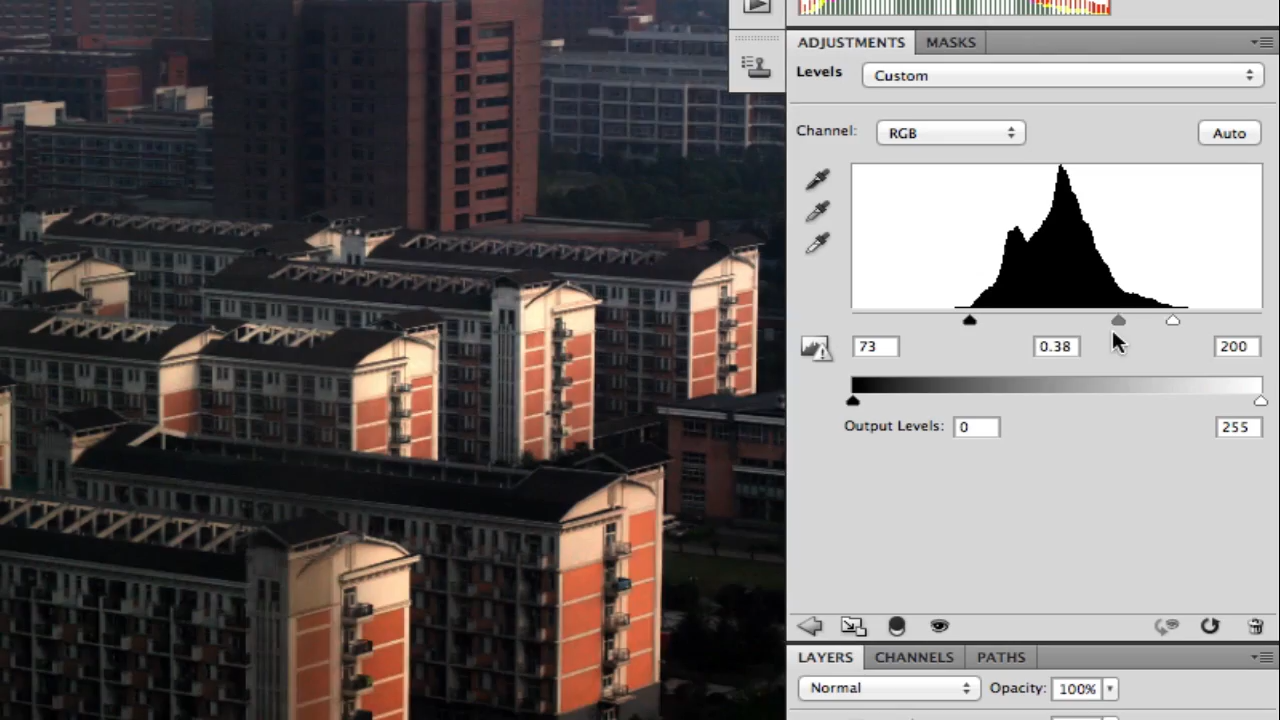 ADJUSTMENTS MASKS
Levels Custom
Channel: RGB Auto
73 0.38 200
Output Levels: 0 255
LAYERS CHANNELS PATHS
Normal Opacity: 100%